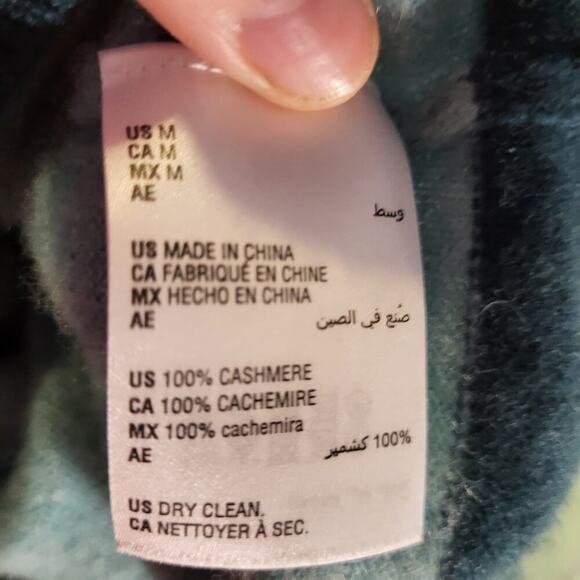 US M
CA M
MX M
AE
وسط
US MADE IN CHINA
CA FABRIQUÉ EN CHINE
MX HECHO EN CHINA
AE صُنع في الصين
US 100% CASHMERE
CA 100% CACHEMIRE
MX 100% cachemira
AE 100% كشمير
US DRY CLEAN.
CA NETTOYER À SEC.